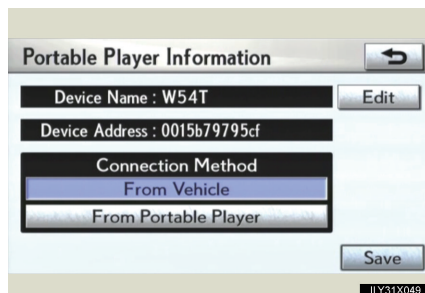 Portable Player Information
Device Name : W54T
Edit
Device Address : 0015b79795cf
Connection Method
From Vehicle
From Portable Player
Save
ILY31X049